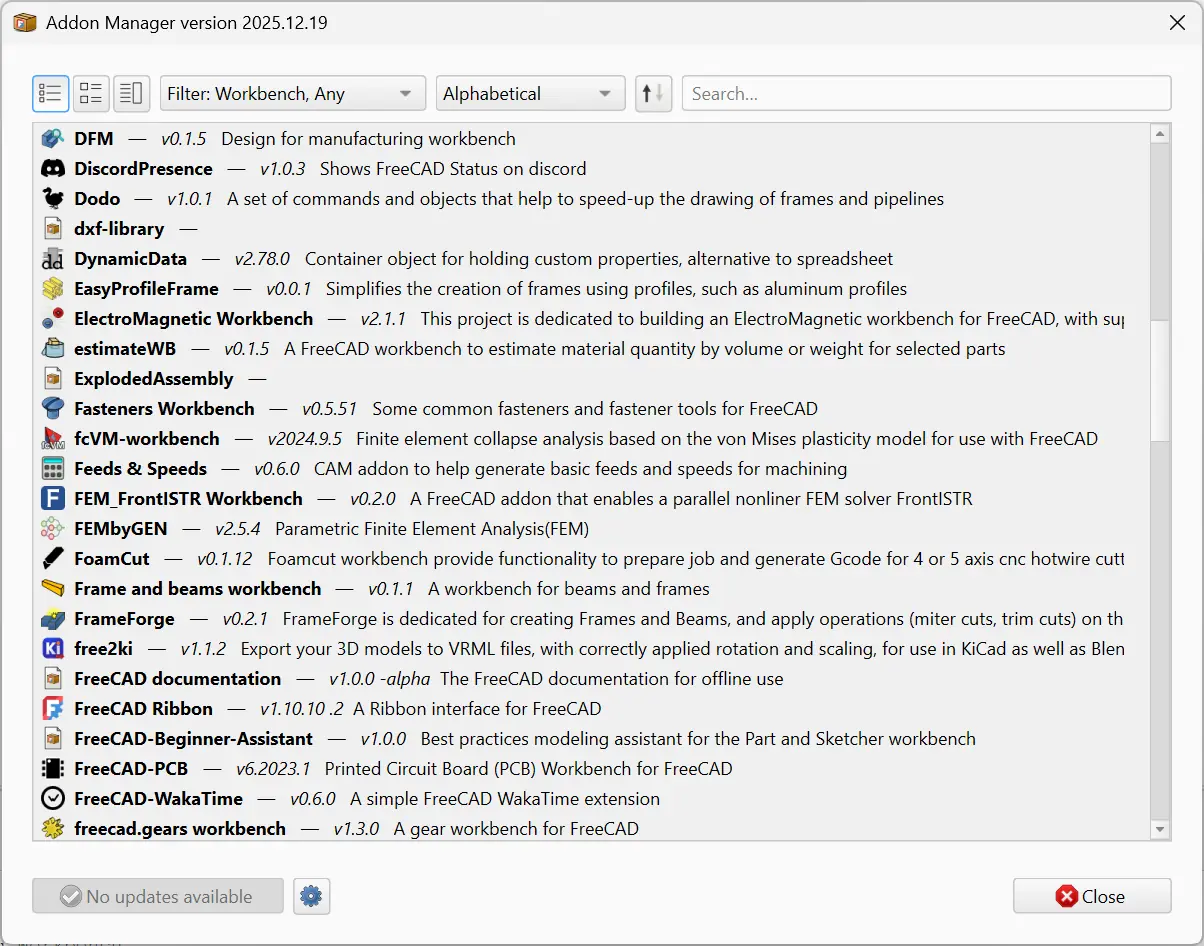 Addon Manager version 2025.12.19
Filter: Workbench, Any Alphabetical Search...
DFM — v0.1.5 Design for manufacturing workbench
DiscordPresence — v1.0.3 Shows FreeCAD Status on discord
Dodo — v1.0.1 A set of commands and objects that help to speed-up the drawing of frames and pipelines
dxf-library —
DynamicData — v2.78.0 Container object for holding custom properties, alternative to spreadsheet
EasyProfileFrame — v0.0.1 Simplifies the creation of frames using profiles, such as aluminum profiles
ElectroMagnetic Workbench — v2.1.1 This project is dedicated to building an ElectroMagnetic workbench for FreeCAD, with sup
estimateWB — v0.1.5 A FreeCAD workbench to estimate material quantity by volume or weight for selected parts
ExplodedAssembly —
Fasteners Workbench — v0.5.51 Some common fasteners and fastener tools for FreeCAD
fcVM-workbench — v2024.9.5 Finite element collapse analysis based on the von Mises plasticity model for use with FreeCAD
Feeds & Speeds — v0.6.0 CAM addon to help generate basic feeds and speeds for machining
FEM_FrontISTR Workbench — v0.2.0 A FreeCAD addon that enables a parallel nonliner FEM solver FrontISTR
FEMbyGEN — v2.5.4 Parametric Finite Element Analysis(FEM)
FoamCut — v0.1.12 Foamcut workbench provide functionality to prepare job and generate Gcode for 4 or 5 axis cnc hotwire cutt
Frame and beams workbench — v0.1.1 A workbench for beams and frames
FrameForge — v0.2.1 FrameForge is dedicated for creating Frames and Beams, and apply operations (miter cuts, trim cuts) on th
free2ki — v1.1.2 Export your 3D models to VRML files, with correctly applied rotation and scaling, for use in KiCad as well as Blen
FreeCAD documentation — v1.0.0 -alpha The FreeCAD documentation for offline use
FreeCAD Ribbon — v1.10.10 .2 A Ribbon interface for FreeCAD
FreeCAD-Beginner-Assistant — v1.0.0 Best practices modeling assistant for the Part and Sketcher workbench
FreeCAD-PCB — v6.2023.1 Printed Circuit Board (PCB) Workbench for FreeCAD
FreeCAD-WakaTime — v0.6.0 A simple FreeCAD WakaTime extension
freecad.gears workbench — v1.3.0 A gear workbench for FreeCAD
No updates available Close